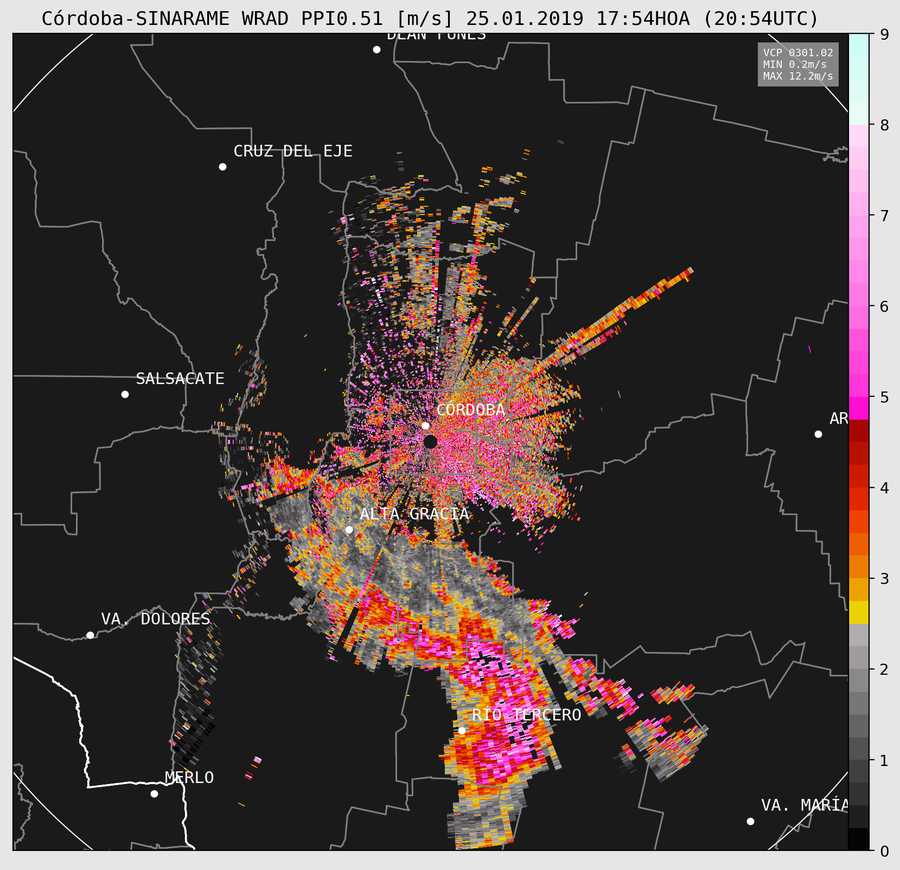 Córdoba-SINARAME WRAD PPI0.51 [m/s] 25.01.2019 17:54HOA (20:54UTC)
DEAN FUNES
VCP 0301.02
MIN 0.2m/s
MAX 12.2m/s
CRUZ DEL EJE
SALSACATE
CÓRDOBA
AR
ALTA GRACIA
VA. DOLORES
RÍO TERCERO
MERLO
VA. MARÍA
9
8
7
6
5
4
3
2
1
0